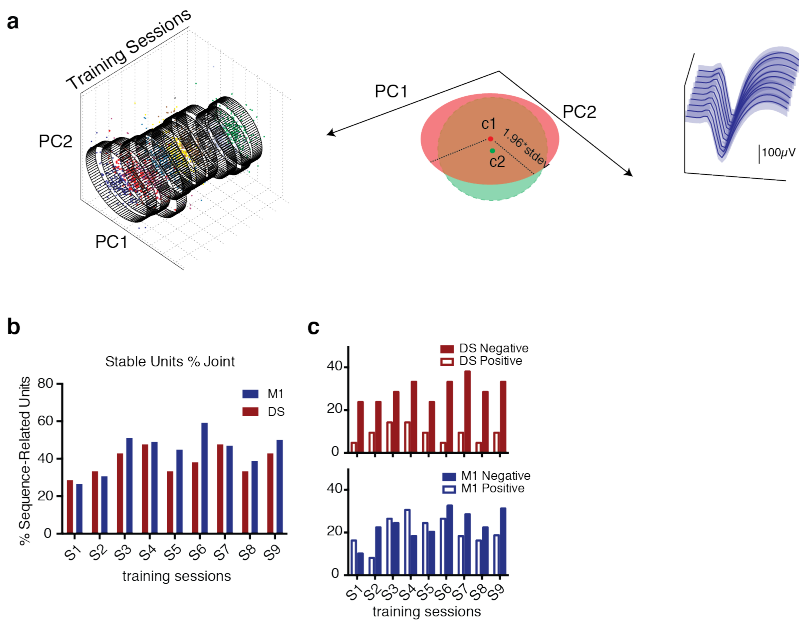 a
Training Sessions
PC2
PC1
PC1
PC2
c1
c2
1.96*stdev
100µV
b
Stable Units % Joint
% Sequence-Related Units
80
60
40
20
0
M1
DS
S1 S2 S3 S4 S5 S6 S7 S8 S9
training sessions
c
DS Negative
DS Positive
40
20
0
M1 Negative
M1 Positive
40
20
0
S1 S2 S3 S4 S5 S6 S7 S8 S9
training sessions